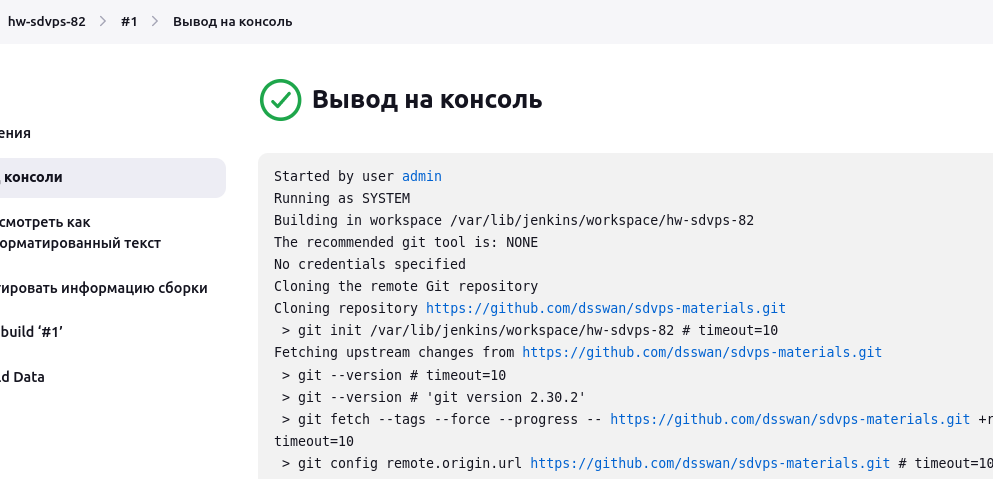 hw-sdvps-82 > #1 > Вывод на консоль
Вывод на консоль
ения
консоли
смотреть как
орматированный текст
ировать информацию сборки
build ‘#1’
d Data
Started by user admin
Running as SYSTEM
Building in workspace /var/lib/jenkins/workspace/hw-sdvps-82
The recommended git tool is: NONE
No credentials specified
Cloning the remote Git repository
Cloning repository https://github.com/dsswan/sdvps-materials.git
> git init /var/lib/jenkins/workspace/hw-sdvps-82 # timeout=10
Fetching upstream changes from https://github.com/dsswan/sdvps-materials.git
> git --version # timeout=10
> git --version # 'git version 2.30.2'
> git fetch --tags --force --progress -- https://github.com/dsswan/sdvps-materials.git +r
timeout=10
> git config remote.origin.url https://github.com/dsswan/sdvps-materials.git # timeout=10